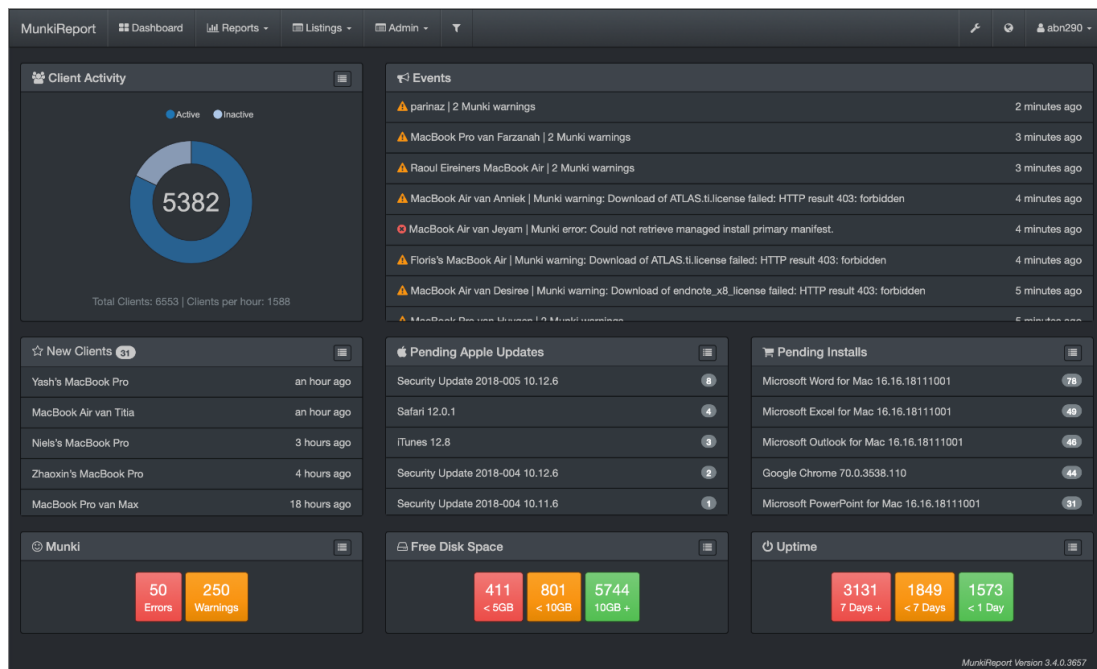 MunkiReport Dashboard Reports Listings Admin abn290
Client Activity
Active Inactive
5382
Total Clients: 6553 | Clients per hour: 1588
Events
parinaz | 2 Munki warnings 2 minutes ago
MacBook Pro van Farzanah | 2 Munki warnings 3 minutes ago
Raoul Eireiners MacBook Air | 2 Munki warnings 3 minutes ago
MacBook Air van Anniek | Munki warning: Download of ATLAS.ti.license failed: HTTP result 403: forbidden 4 minutes ago
MacBook Air van Jeyam | Munki error: Could not retrieve managed install primary manifest. 4 minutes ago
Floris's MacBook Air | Munki warning: Download of ATLAS.ti.license failed: HTTP result 403: forbidden 4 minutes ago
MacBook Air van Desiree | Munki warning: Download of endnote_x8_license failed: HTTP result 403: forbidden 5 minutes ago
MacBook Pro van Huygen | 2 Munki warnings 5 minutes ago
New Clients 31
Yash's MacBook Pro an hour ago
MacBook Air van Titia an hour ago
Niels's MacBook Pro 3 hours ago
Zhaoxin's MacBook Pro 4 hours ago
MacBook Pro van Max 18 hours ago
Pending Apple Updates
Security Update 2018-005 10.12.6 8
Safari 12.0.1 4
iTunes 12.8 3
Security Update 2018-004 10.12.6 2
Security Update 2018-004 10.11.6 1
Pending Installs
Microsoft Word for Mac 16.16.18111001 78
Microsoft Excel for Mac 16.16.18111001 49
Microsoft Outlook for Mac 16.16.18111001 46
Google Chrome 70.0.3538.110 44
Microsoft PowerPoint for Mac 16.16.18111001 31
Munki
50 250
Errors Warnings
Free Disk Space
411 801 5744
< 5GB < 10GB 10GB +
Uptime
3131 1849 1573
7 Days + < 7 Days < 1 Day
MunkiReport Version 3.4.0.3657